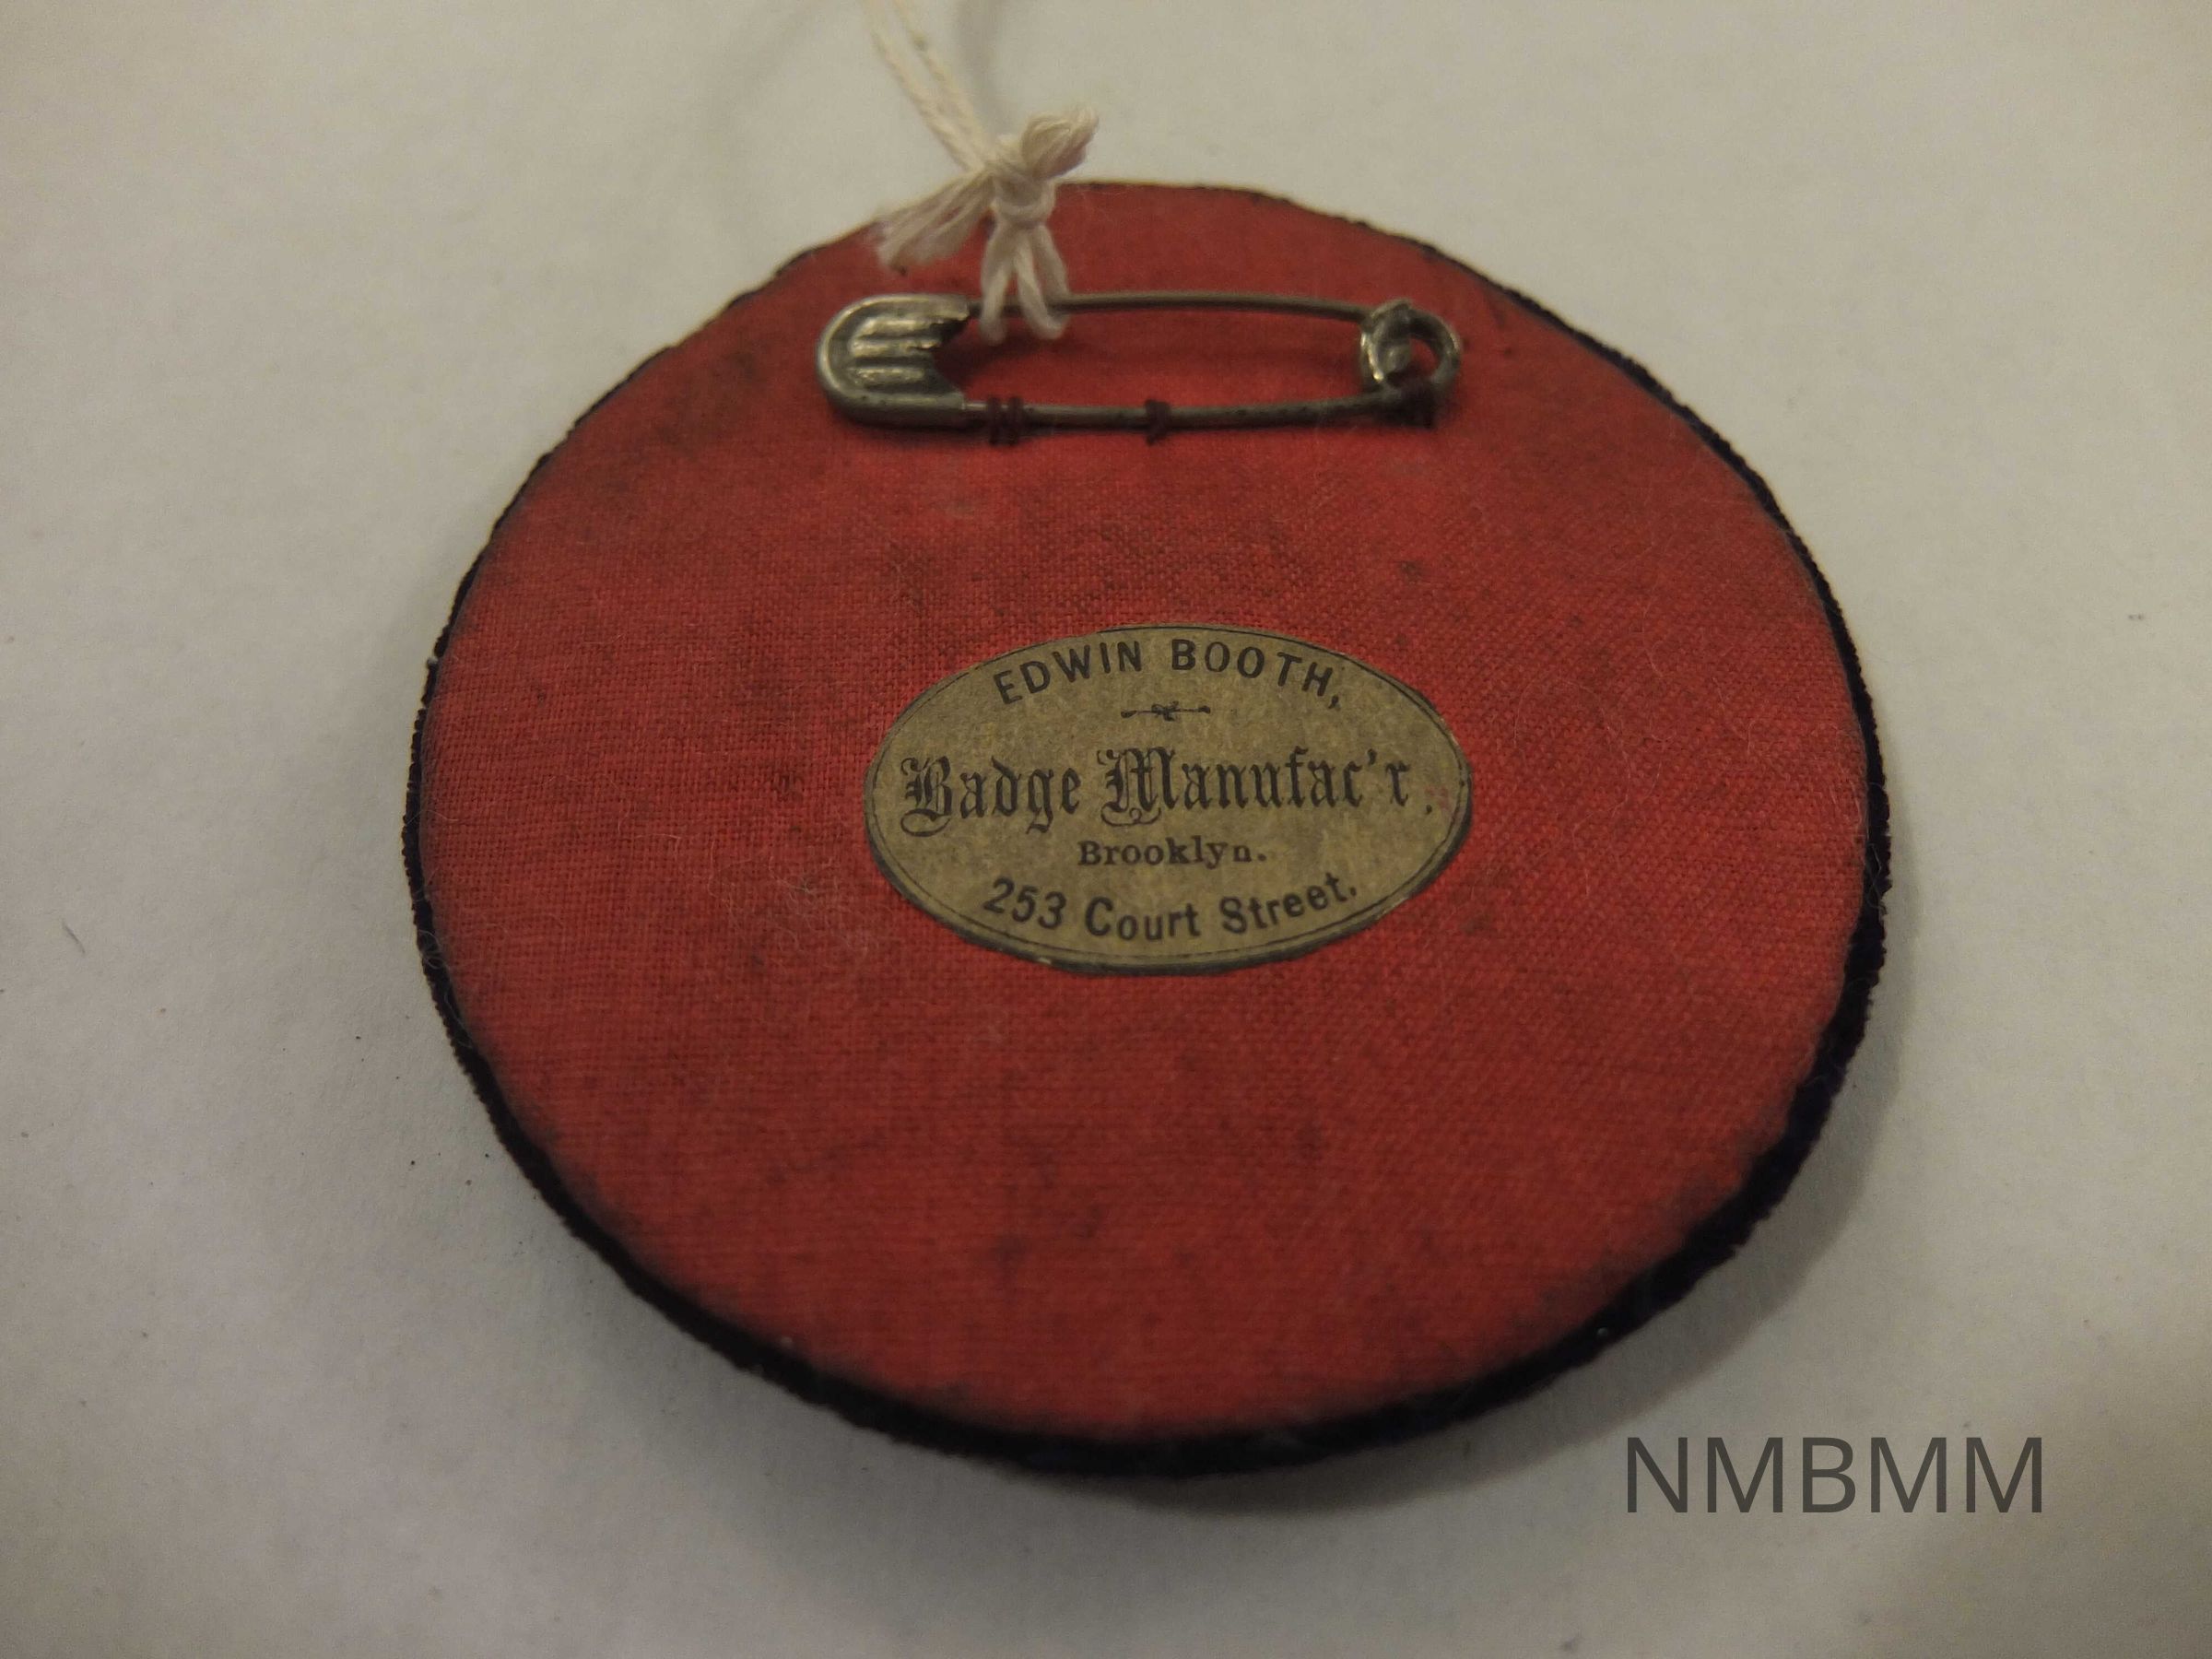 EDWIN BOOTH,
Badge Manufac'r.
Brooklyn.
253 Court Street.
NMBMM